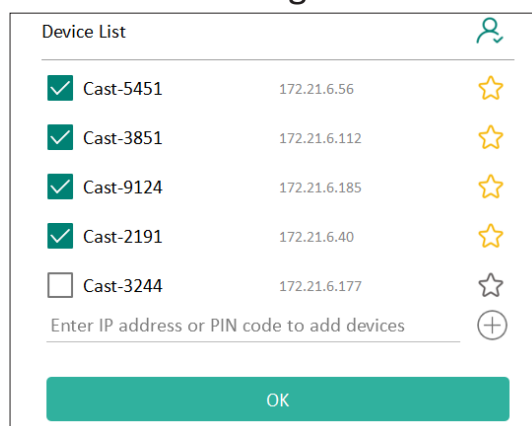 Device List
Cast-5451 172.21.6.56
Cast-3851 172.21.6.112
Cast-9124 172.21.6.185
Cast-2191 172.21.6.40
Cast-3244 172.21.6.177
Enter IP address or PIN code to add devices
OK